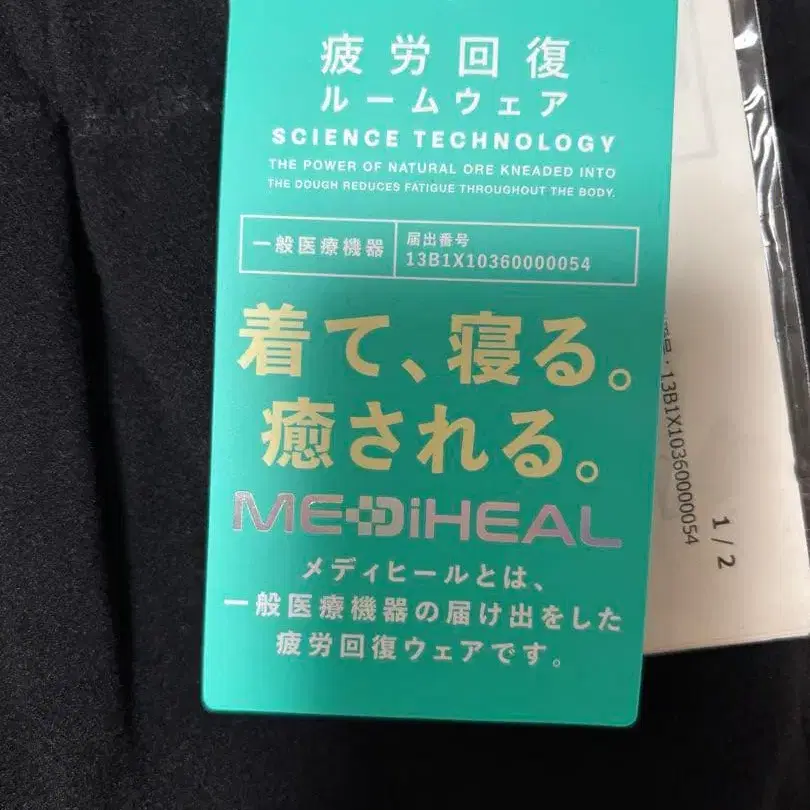 疲労回復
ルームウェア
SCIENCE TECHNOLOGY
THE POWER OF NATURAL ORE KNEADED INTO
THE DOUGH REDUCES FATIGUE THROUGHOUT THE BODY.
一般医療機器
届出番号
13B1X10360000054
着て、寝る。
癒される。
MEDiHEAL
メディヒールとは、
一般医療機器の届け出をした
疲労回復ウェアです。
号：13B1X10360000054
1/2